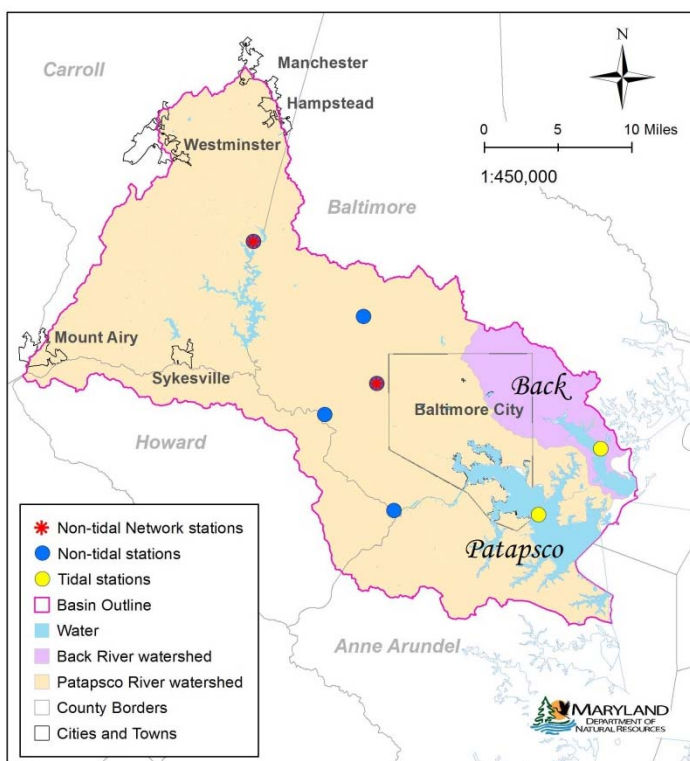 Carroll
Manchester
Hampstead
Westminster
N
0 5 10 Miles
1:450,000
Baltimore
Mount Airy
Sykesville
Howard
Back
Baltimore City
Patapsco
Anne Arundel
Non-tidal Network stations
Non-tidal stations
Tidal stations
Basin Outline
Water
Back River watershed
Patapsco River watershed
County Borders
Cities and Towns
MARYLAND
DEPARTMENT OF
NATURAL RESOURCES